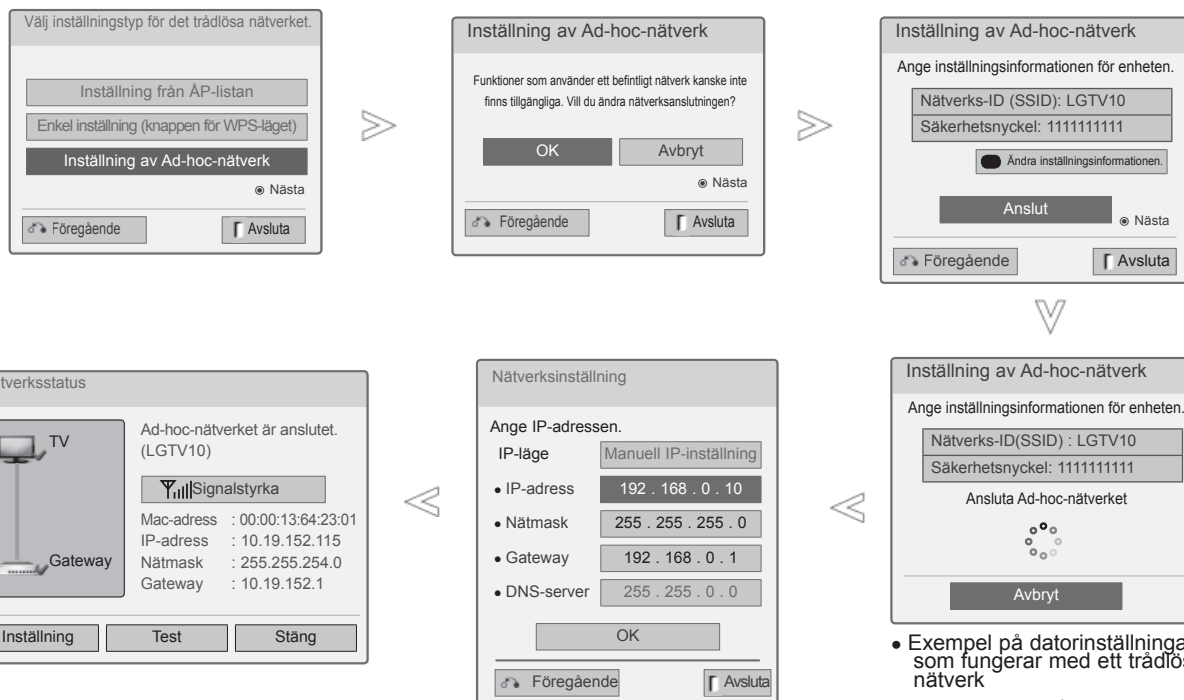 Välj inställningstyp för det trådlösa nätverket.
Inställning från ÅP-listan
Enkel inställning (knappen för WPS-läget)
Inställning av Ad-hoc-nätverk
Nästa
Föregående
Avsluta
Inställning av Ad-hoc-nätverk
Funktioner som använder ett befintligt nätverk kanske inte
finns tillgängliga. Vill du ändra nätverksanslutningen?
OK
Avbryt
Nästa
Föregående
Avsluta
Inställning av Ad-hoc-nätverk
Ange inställningsinformationen för enheten.
Nätverks-ID (SSID): LGTV10
Säkerhetsnyckel: 1111111111
Ändra inställningsinformationen.
Anslut
Nästa
Föregående
Avsluta
Inställning av Ad-hoc-nätverk
Ange inställningsinformationen för enheten.
Nätverks-ID(SSID) : LGTV10
Säkerhetsnyckel: 1111111111
Ansluta Ad-hoc-nätverket
Avbryt
• Exempel på datorinställninga
som fungerar med ett trådlös
nätverk
Nätverksinställning
Ange IP-adressen.
IP-läge Manuell IP-inställning
• IP-adress 192 . 168 . 0 . 10
• Nätmask 255 . 255 . 255 . 0
• Gateway 192 . 168 . 0 . 1
• DNS-server 255 . 255 . 0 . 0
OK
Föregående
Avsluta
tverksstatus
TV
Gateway
Ad-hoc-nätverket är anslutet.
(LGTV10)
Signalstyrka
Mac-adress : 00:00:13:64:23:01
IP-adress : 10.19.152.115
Nätmask : 255.255.254.0
Gateway : 10.19.152.1
Inställning
Test
Stäng